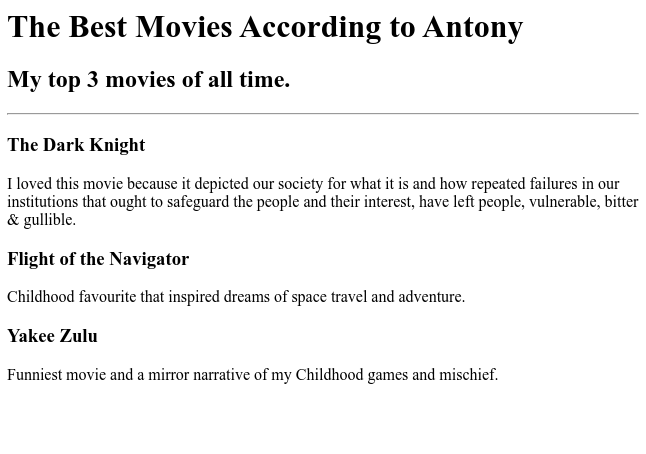 The Best Movies According to Antony
My top 3 movies of all time.
The Dark Knight
I loved this movie because it depicted our society for what it is and how repeated failures in our
institutions that ought to safeguard the people and their interest, have left people, vulnerable, bitter
& gullible.
Flight of the Navigator
Childhood favourite that inspired dreams of space travel and adventure.
Yakee Zulu
Funniest movie and a mirror narrative of my Childhood games and mischief.